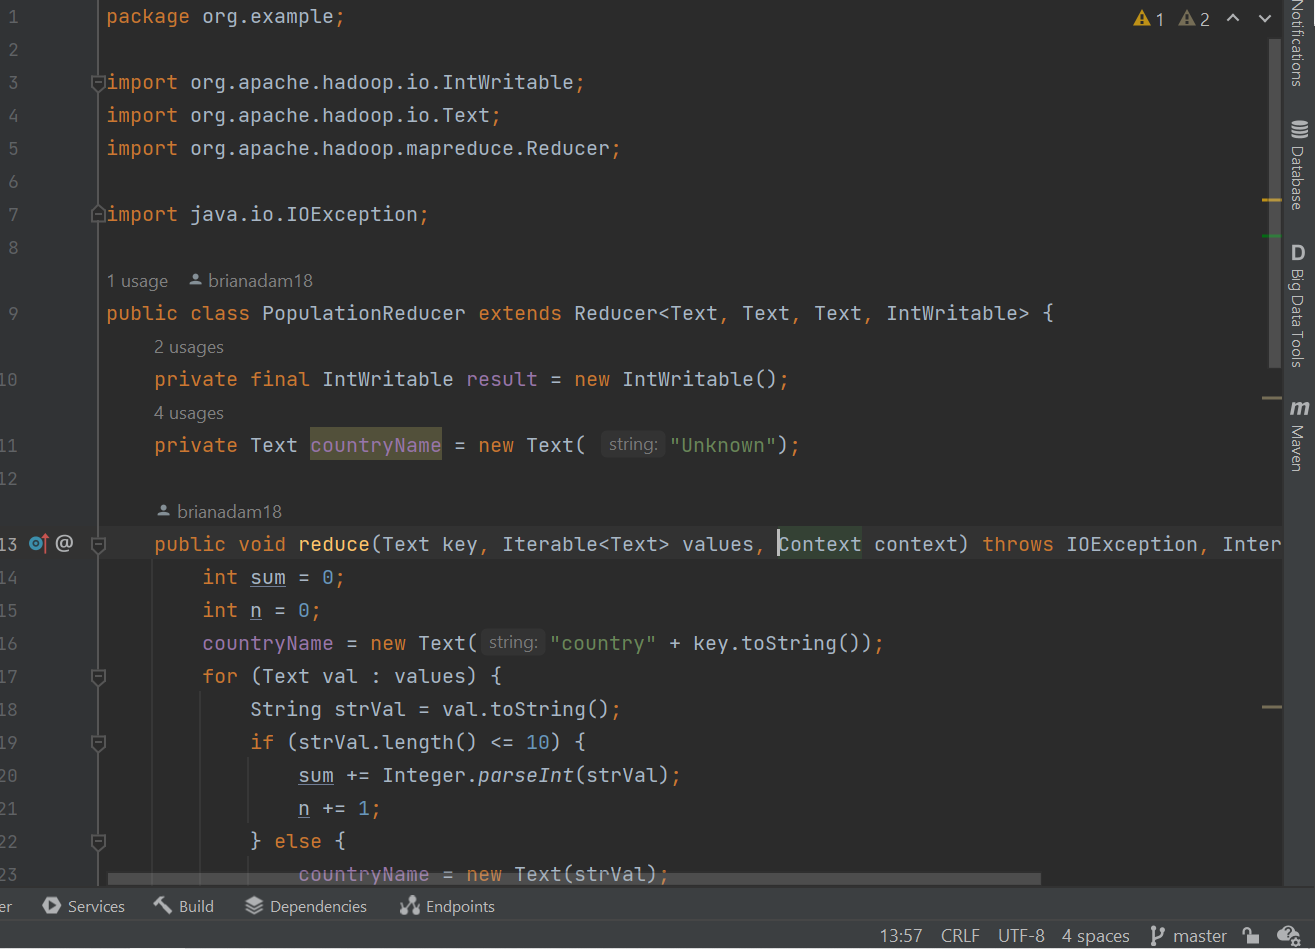 1 package org.example; 1 2
2
3 import org.apache.hadoop.io.IntWritable;
4 import org.apache.hadoop.io.Text;
5 import org.apache.hadoop.mapreduce.Reducer;
6
7 import java.io.IOException;
8
1 usage brianadam18
9 public class PopulationReducer extends Reducer<Text, Text, Text, IntWritable> {
2 usages
10 private final IntWritable result = new IntWritable();
4 usages
11 private Text countryName = new Text( string: "Unknown");
12
brianadam18
13 @ public void reduce(Text key, Iterable<Text> values, Context context) throws IOException, Inter
14 int sum = 0;
15 int n = 0;
16 countryName = new Text( string: "country" + key.toString());
17 for (Text val : values) {
18 String strVal = val.toString();
19 if (strVal.length() <= 10) {
20 sum += Integer.parseInt(strVal);
21 n += 1;
22 } else {
23 countryName = new Text(strVal);
Notifications
Database
D Big Data Tools
m Maven
er Services Build Dependencies Endpoints
13:57 CRLF UTF-8 4 spaces master